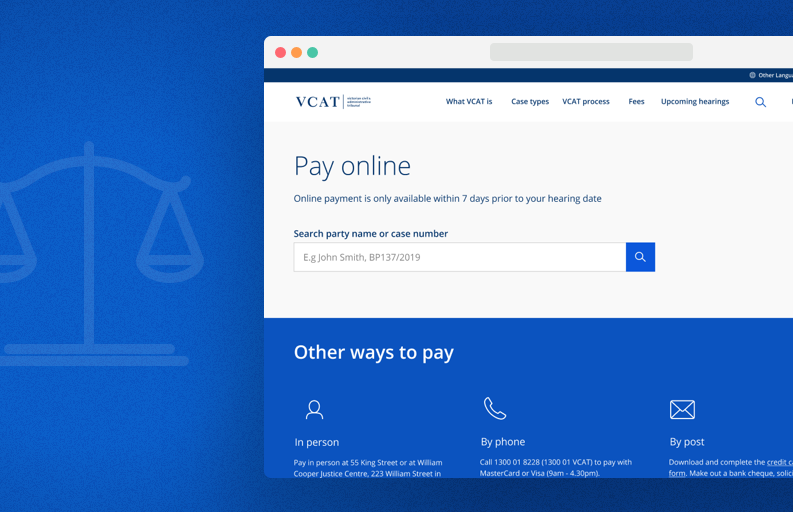 Other Langu
VCAT
victorian civil &
administrative
tribunal
What VCAT is
Case types
VCAT process
Fees
Upcoming hearings
Pay online
Online payment is only available within 7 days prior to your hearing date
Search party name or case number
E.g John Smith, BP137/2019
Other ways to pay
In person
Pay in person at 55 King Street or at William
Cooper Justice Centre, 223 William Street in
By phone
Call 1300 01 8228 (1300 01 VCAT) to pay with
MasterCard or Visa (9am - 4.30pm).
By post
Download and complete the credit ca
form. Make out a bank cheque, solici